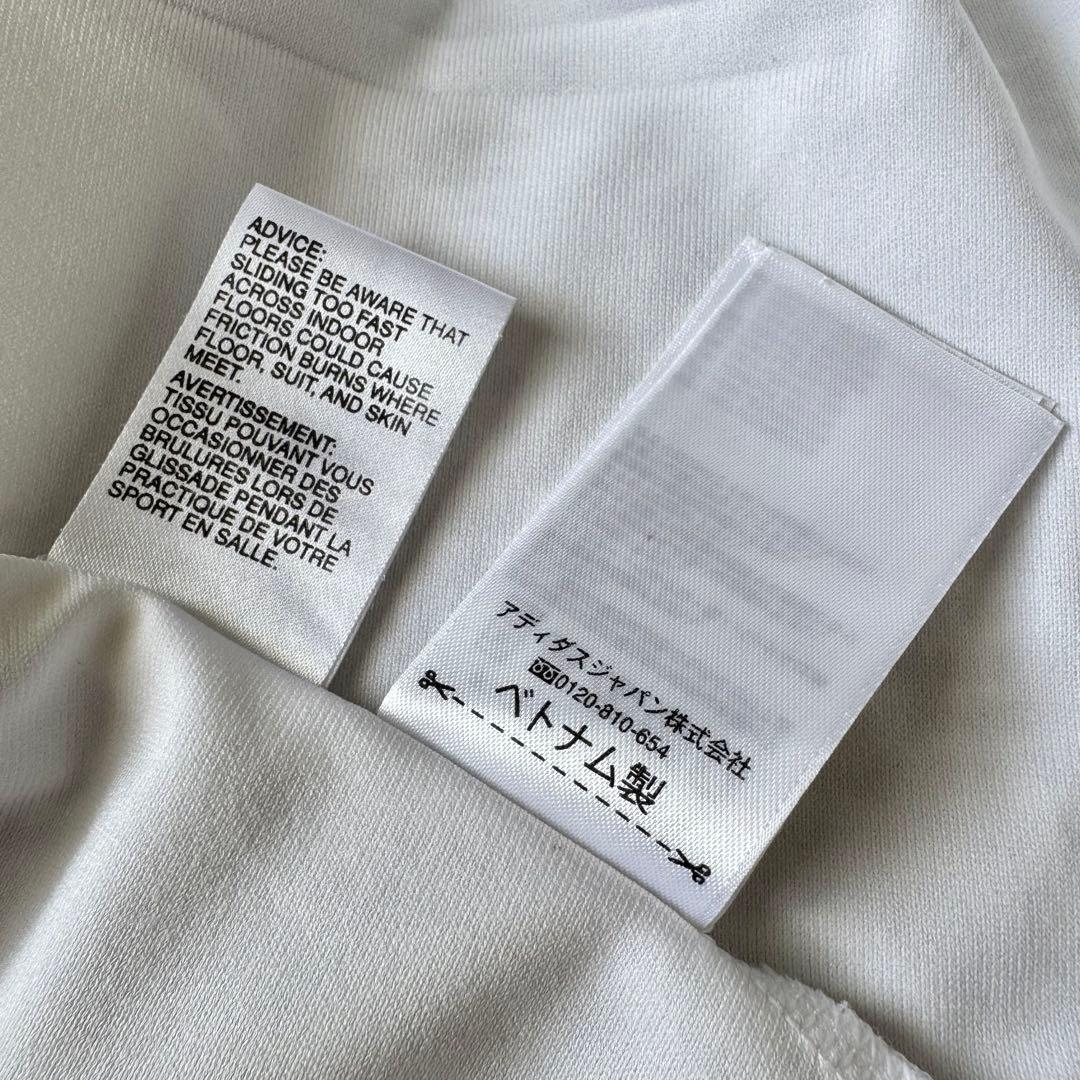 ADVICE:
PLEASE BE AWARE THAT
SLIDING TOO FAST
ACROSS INDOOR
FLOORS COULD CAUSE
FRICTION BURNS WHERE
FLOOR, SUIT, AND SKIN
MEET.
AVERTISSEMENT:
TISSU POUVANT VOUS
OCCASIONNER DES
BRULURES LORS DE
GLISSADE PENDANT LA
PRACTIQUE DE VOTRE
SPORT EN SALLE.
アディダスジャパン株式会社
0120-810-654
ベトナム製